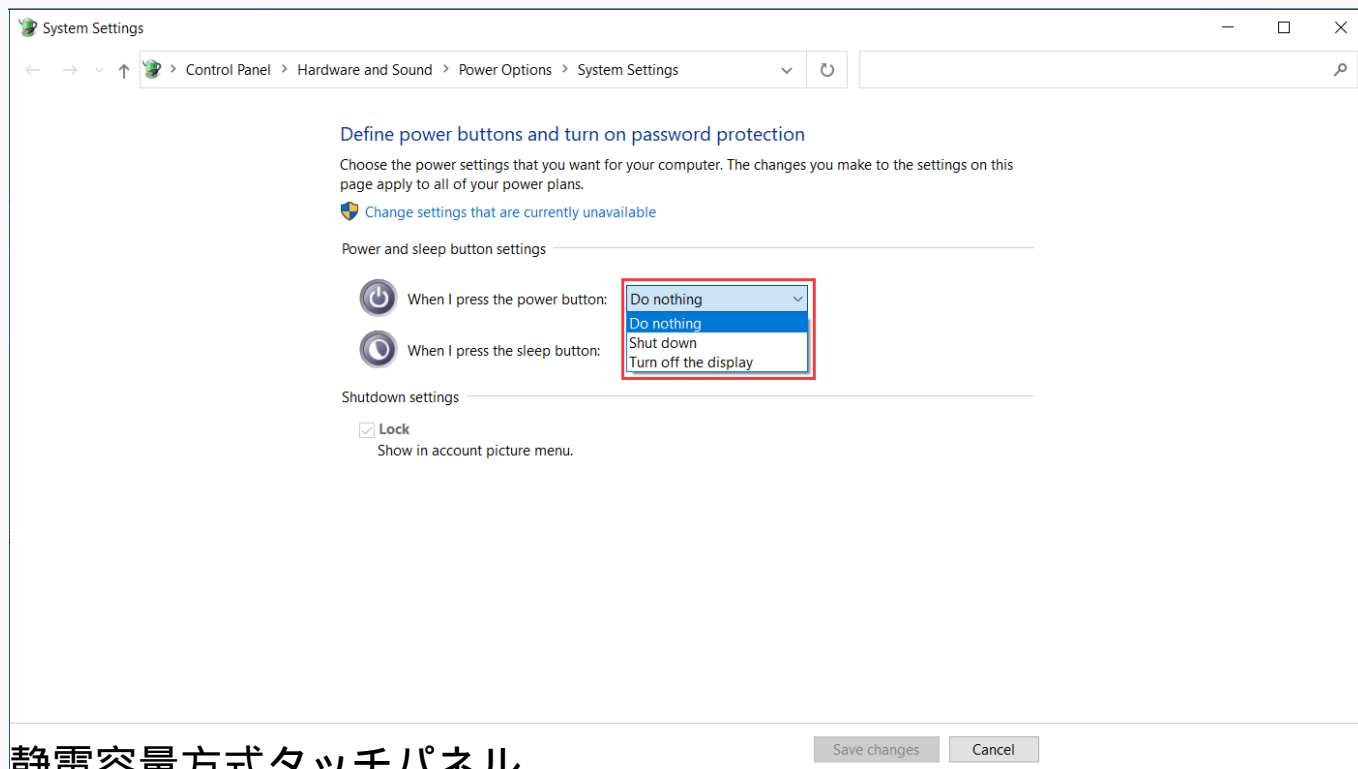 System Settings
Control Panel > Hardware and Sound > Power Options > System Settings
Define power buttons and turn on password protection
Choose the power settings that you want for your computer. The changes you make to the settings on this
page apply to all of your power plans.
Change settings that are currently unavailable
Power and sleep button settings
When I press the power button: Do nothing
Do nothing
Shut down
When I press the sleep button:
Turn off the display
Shutdown settings
Lock
Show in account picture menu.
Save changes Cancel
静電容量方式タッチパネル